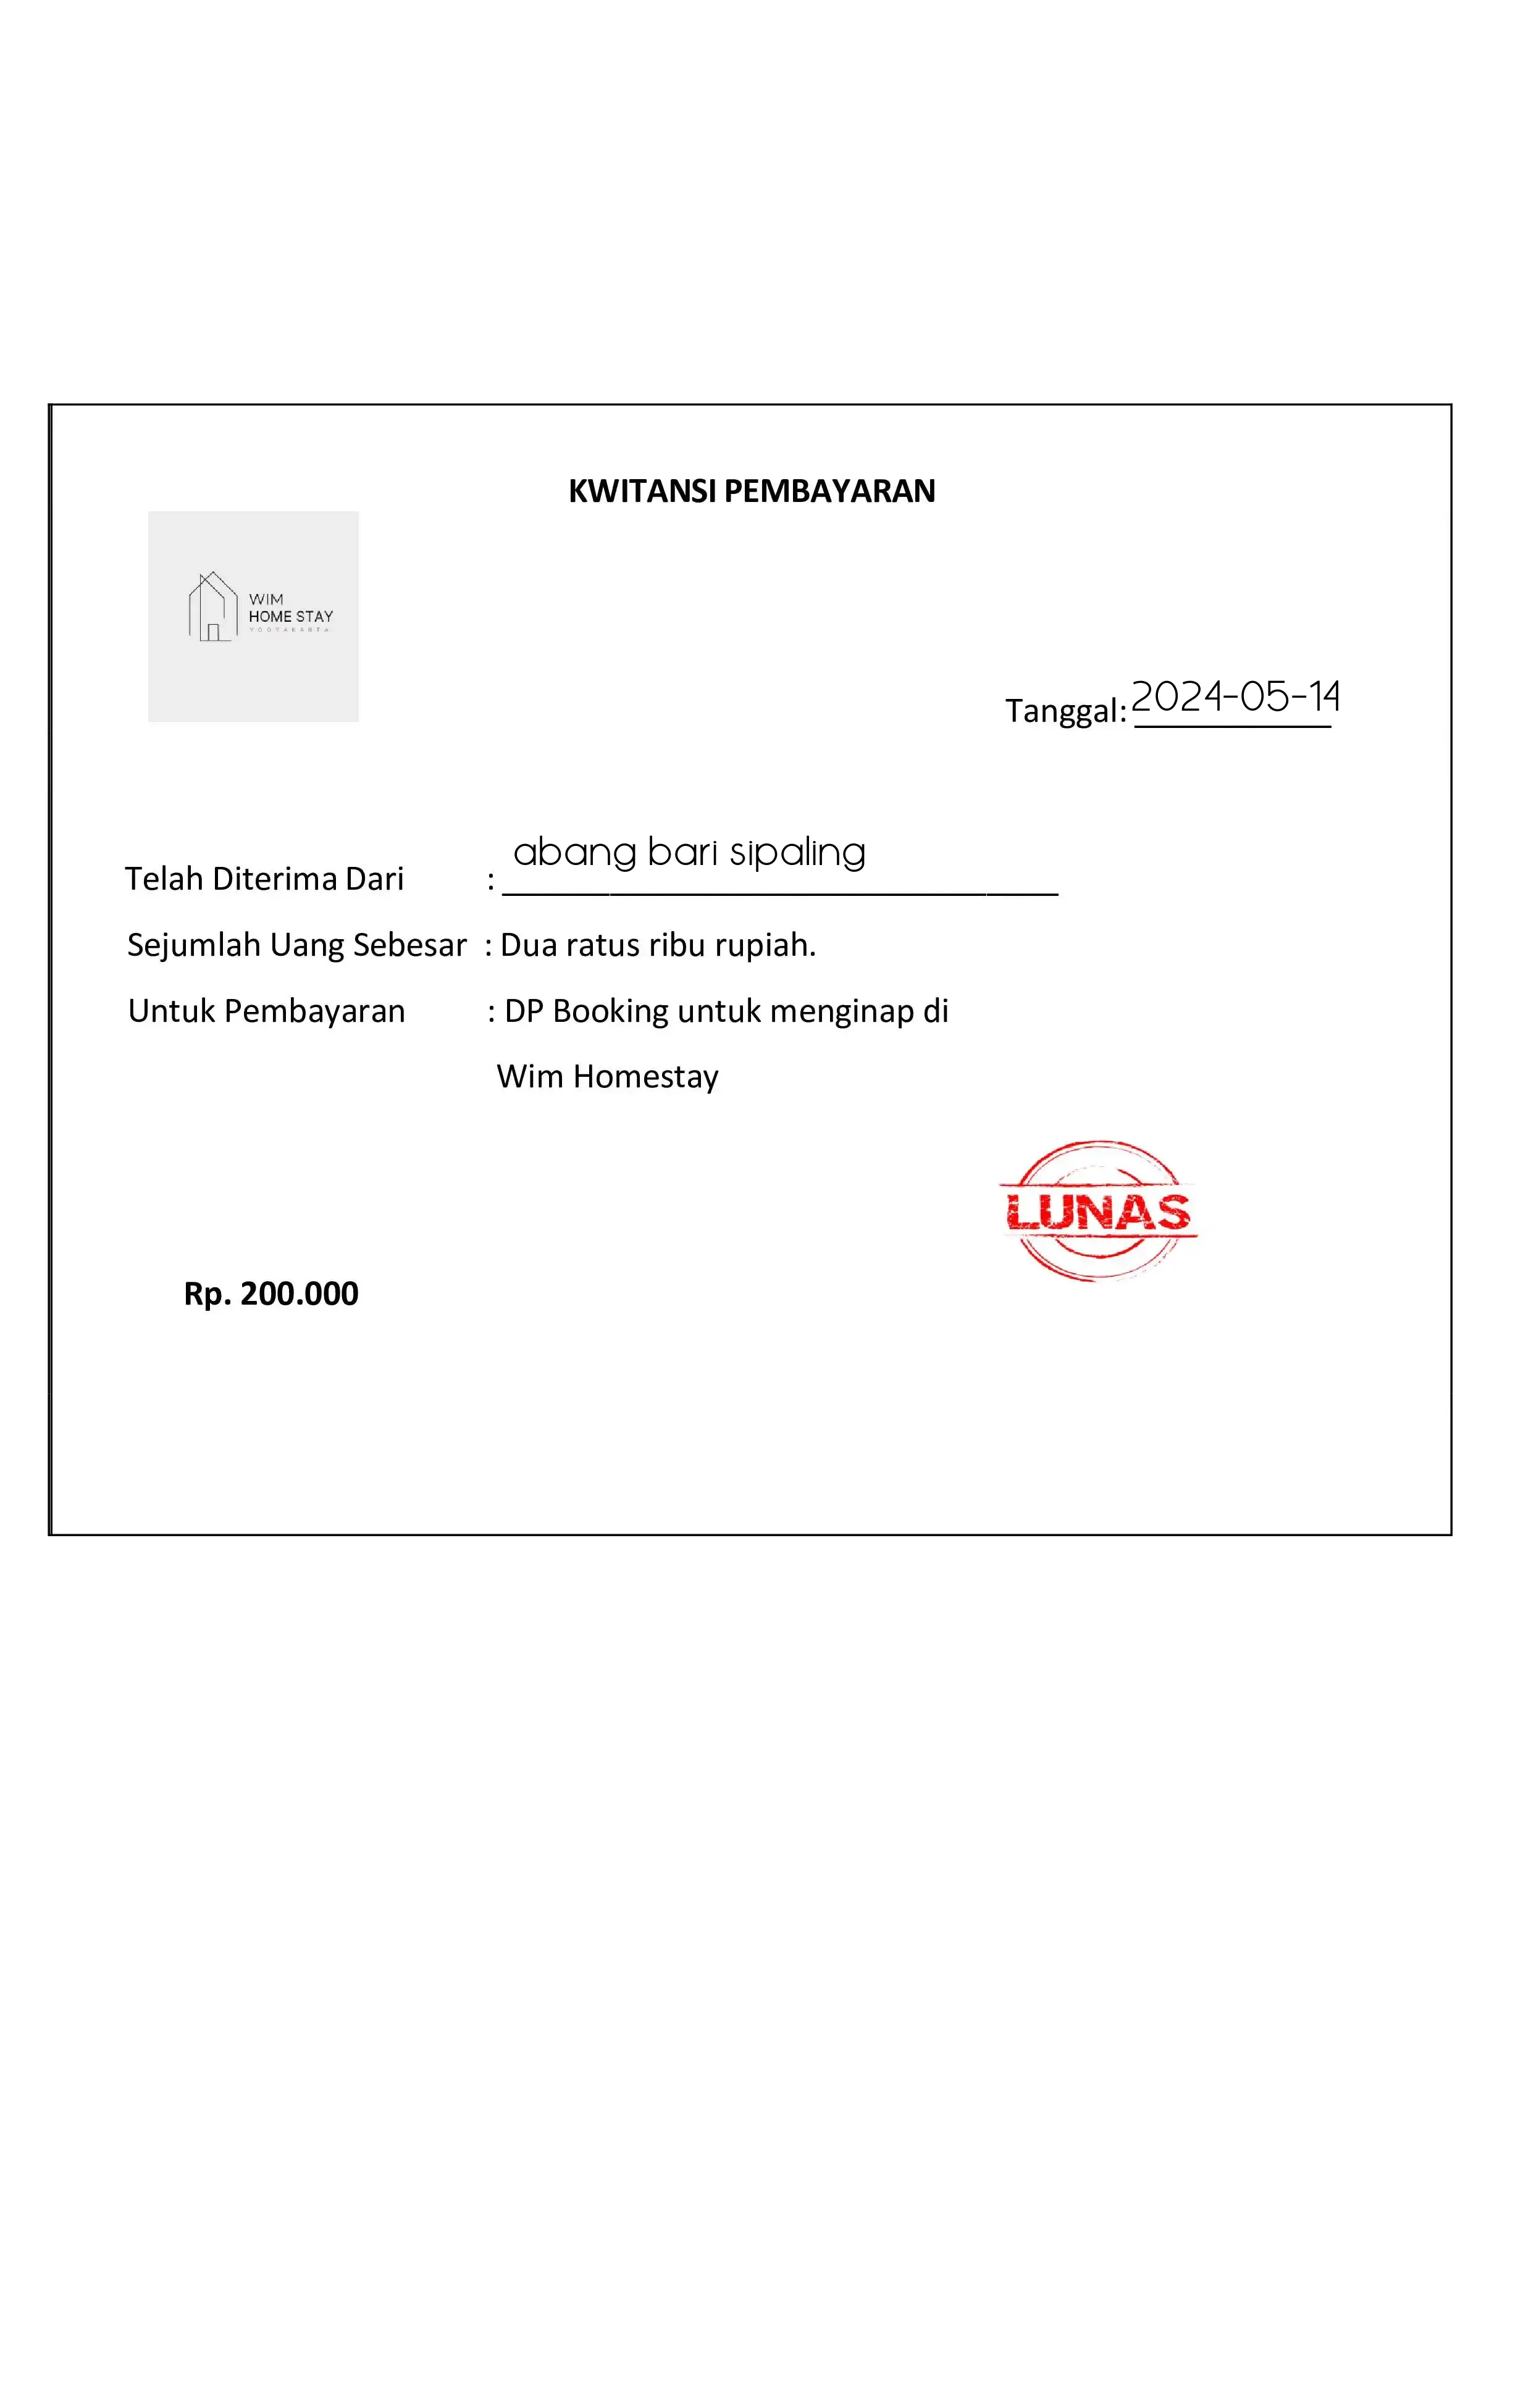 KWITANSI PEMBAYARAN
WIM
HOME STAY
YOGYAKARTA
Tanggal: 2024-05-14
Telah Diterima Dari : abang bari sipaling
Sejumlah Uang Sebesar : Dua ratus ribu rupiah.
Untuk Pembayaran : DP Booking untuk menginap di
Wim Homestay
LUNAS
Rp. 200.000